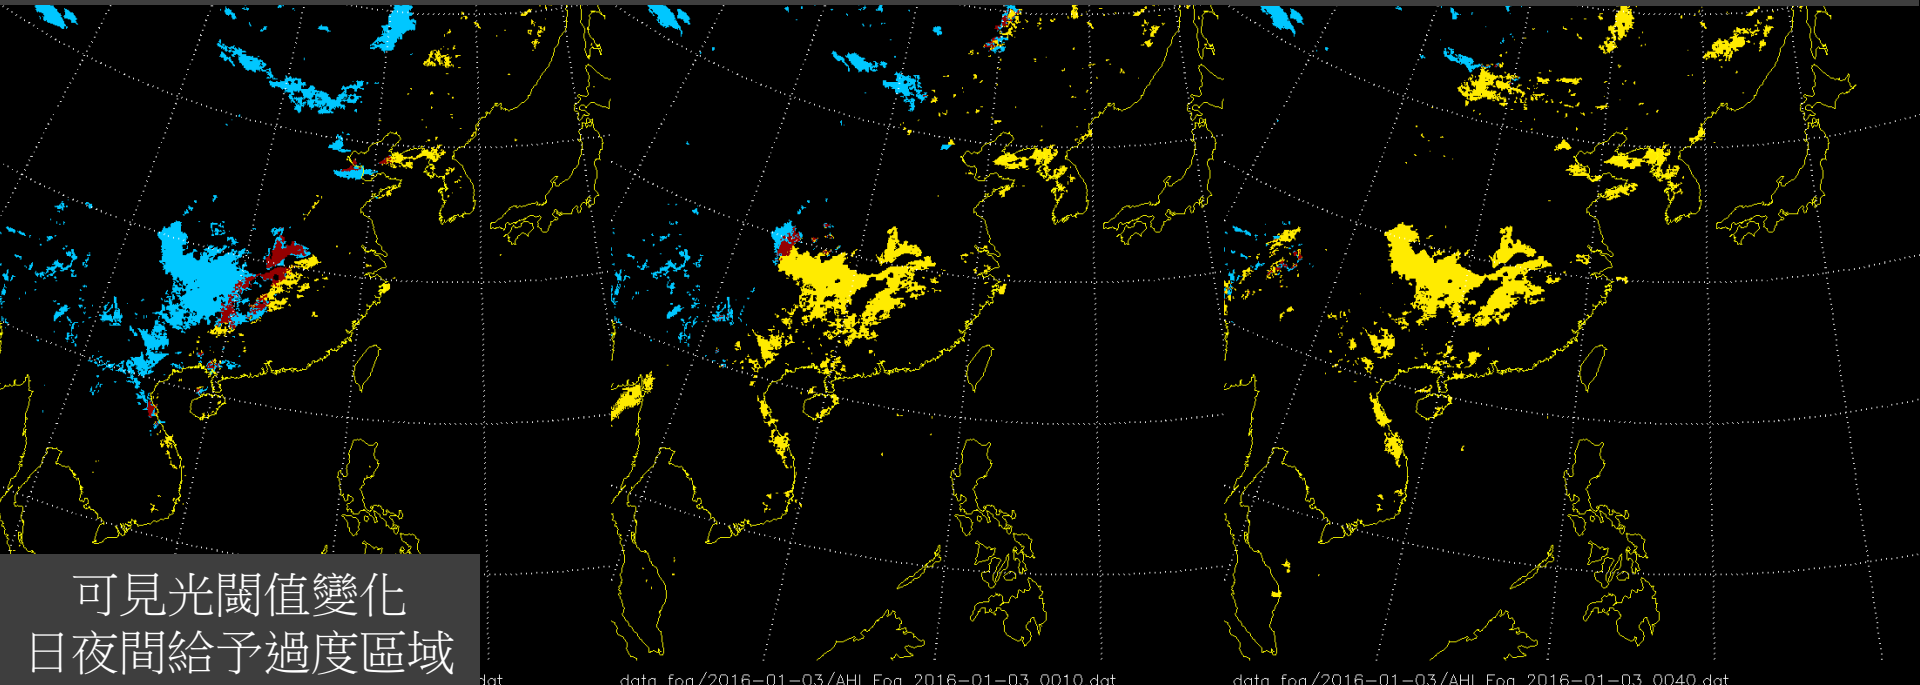 可見光閾值變化
日夜間給予過度區域
dat
data_fog/2016-01-03/AHI_Fog_2016-01-03_0010.dat
data_fog/2016-01-03/AHI_Fog_2016-01-03_0040.dat